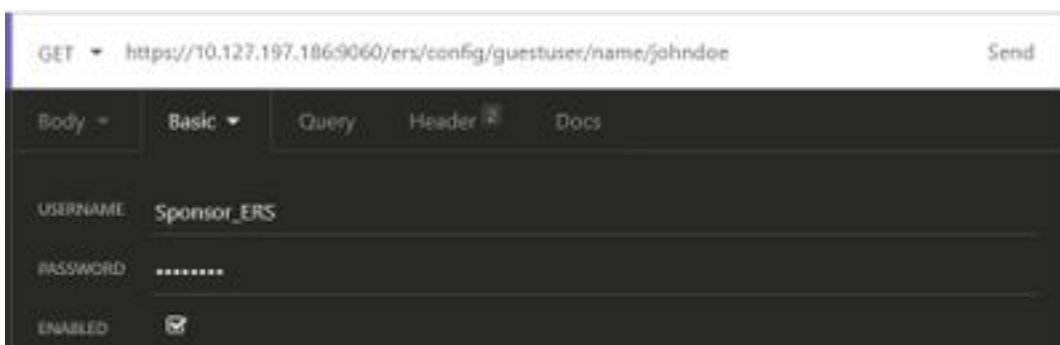 GET https://10.127.197.186:9060/ers/config/guestuser/name/johndoe Send
Body Basic Query Header 2 Docs
USERNAME Sponsor_ERS
PASSWORD ••••••••
ENABLED